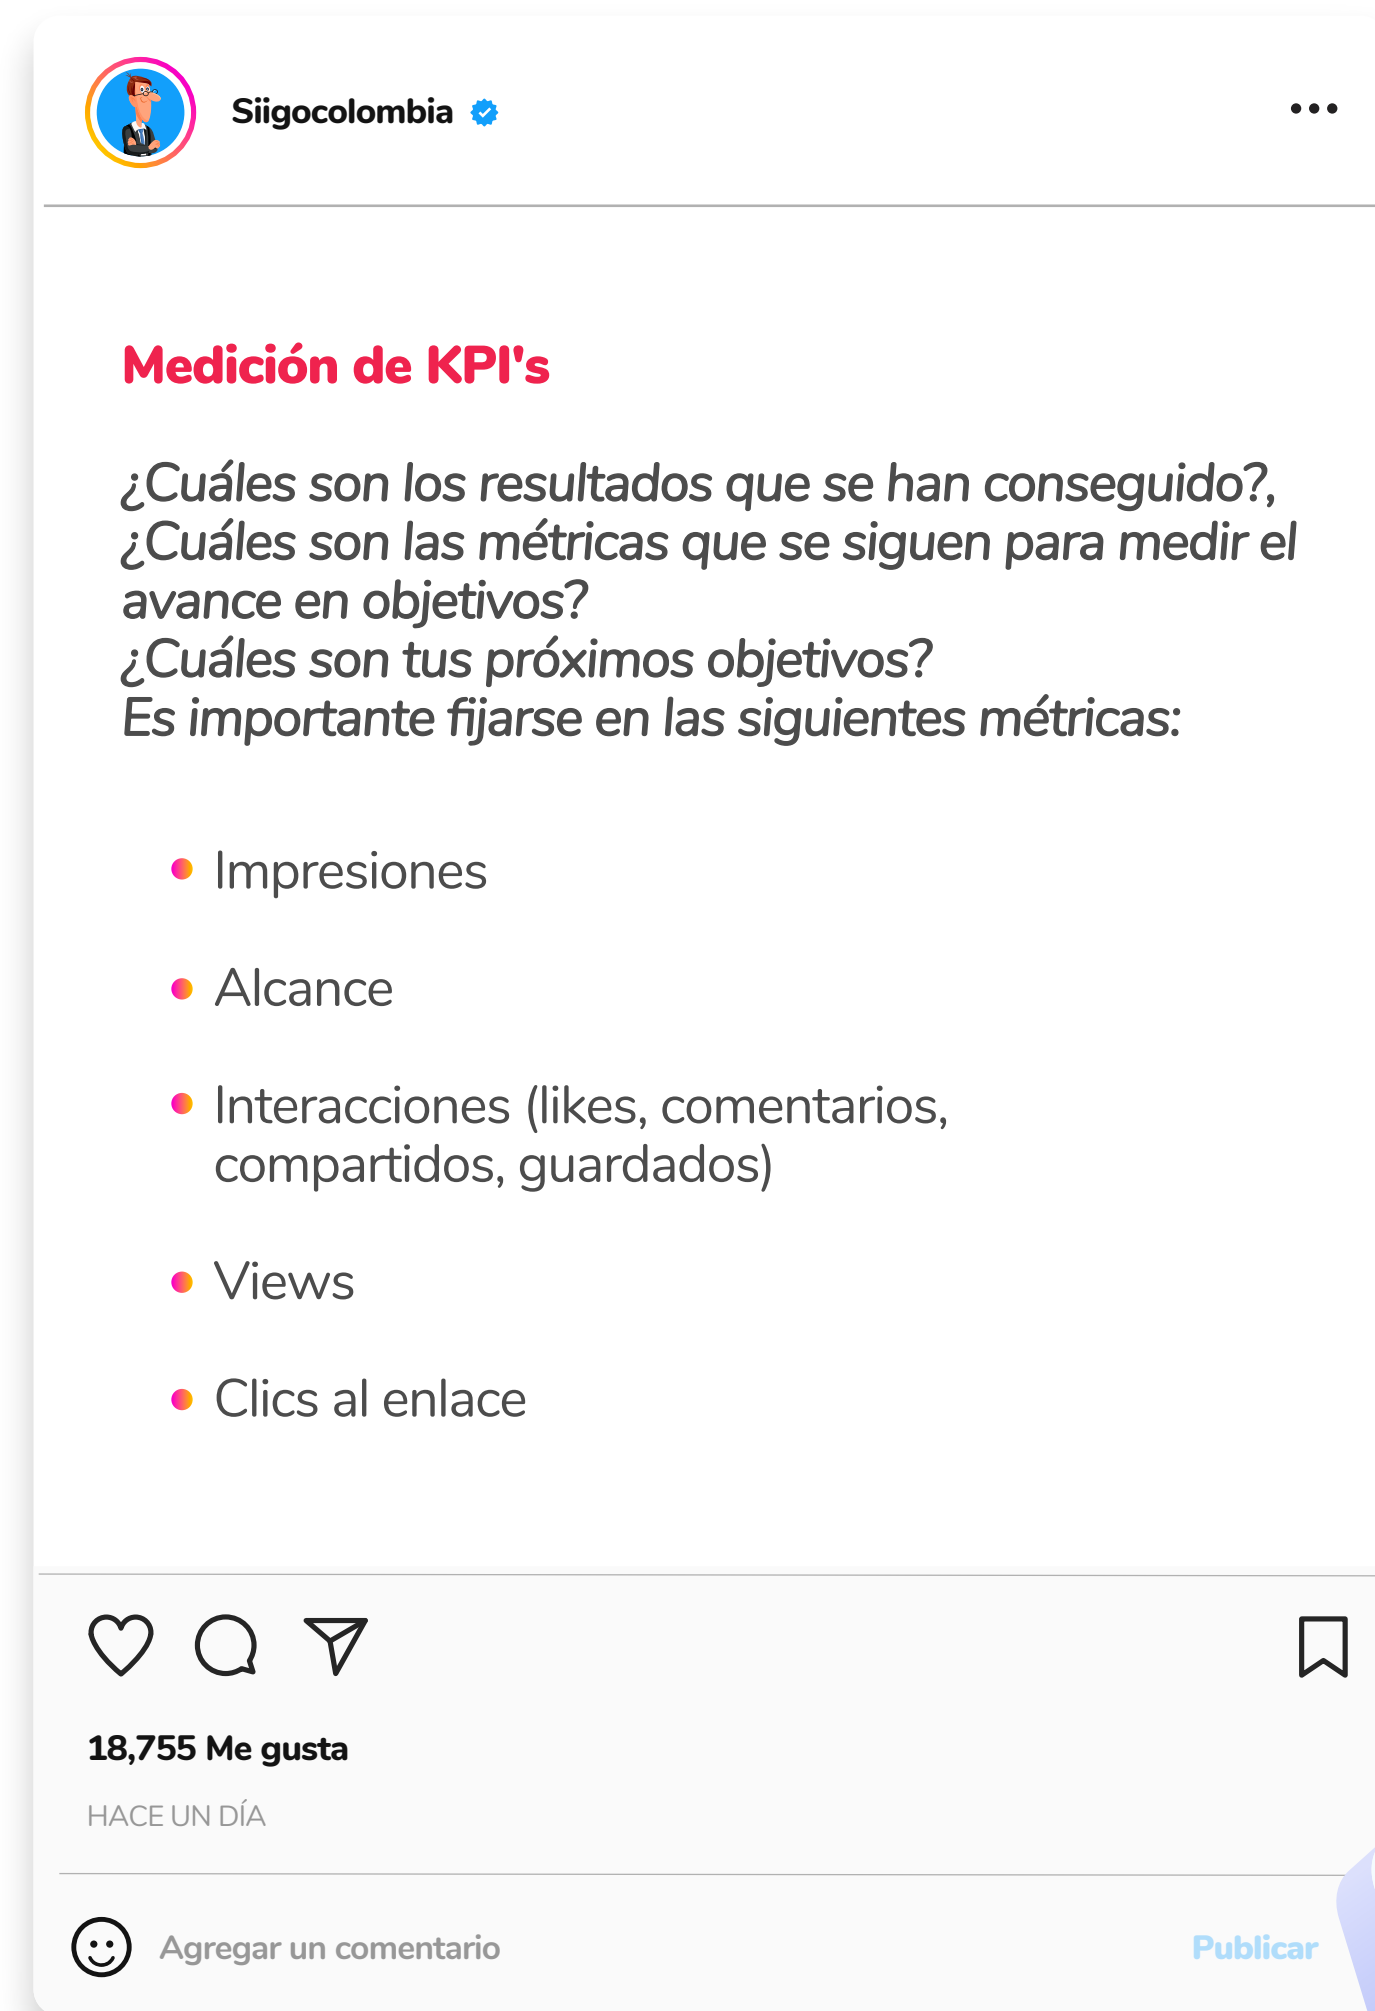 Siigocolombia
Medición de KPI's
¿Cuáles son los resultados que se han conseguido?,
¿Cuáles son las métricas que se siguen para medir el
avance en objetivos?
¿Cuáles son tus próximos objetivos?
Es importante fijarse en las siguientes métricas:
Impresiones
Alcance
Interacciones (likes, comentarios,
compartidos, guardados)
Views
Clics al enlace
18,755 Me gusta
HACE UN DÍA
Agregar un comentario
Publicar